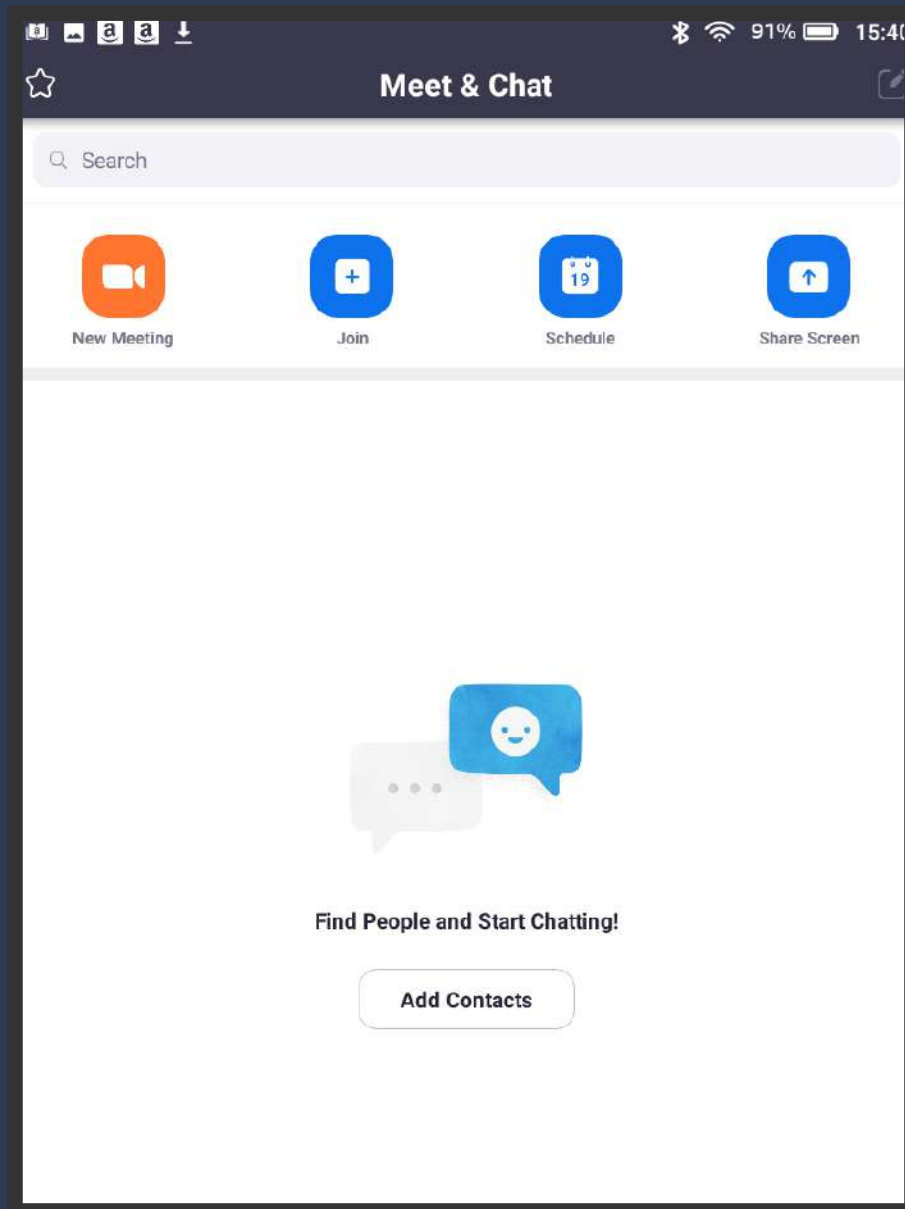 91% 15:40
Meet & Chat
Search
19
New Meeting Join Schedule Share Screen
Find People and Start Chatting!
Add Contacts